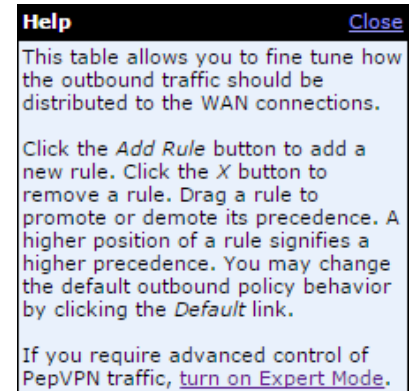 Help Close
This table allows you to fine tune how
the outbound traffic should be
distributed to the WAN connections.
Click the Add Rule button to add a
new rule. Click the X button to
remove a rule. Drag a rule to
promote or demote its precedence. A
higher position of a rule signifies a
higher precedence. You may change
the default outbound policy behavior
by clicking the Default link.
If you require advanced control of
PepVPN traffic, turn on Expert Mode.